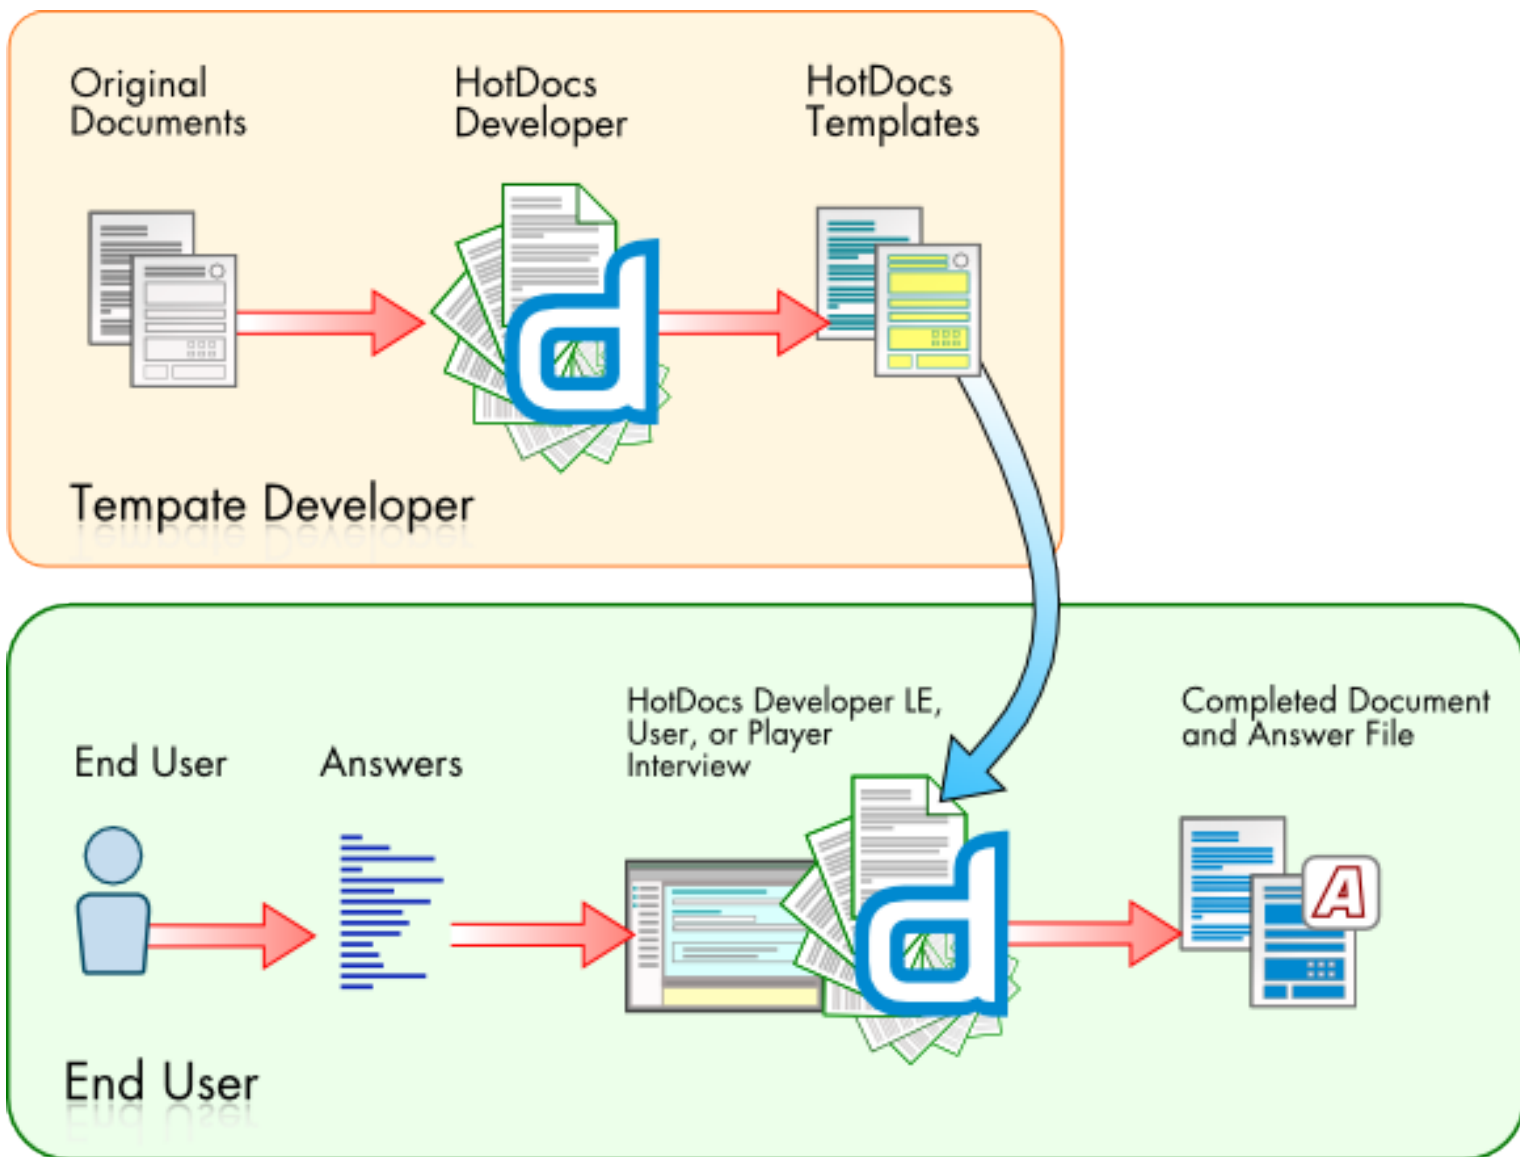 Original
Documents
HotDocs
Developer
HotDocs
Templates
Tempate Developer
End User
Answers
HotDocs Developer LE,
User, or Player
Interview
Completed Document
and Answer File
A
End User